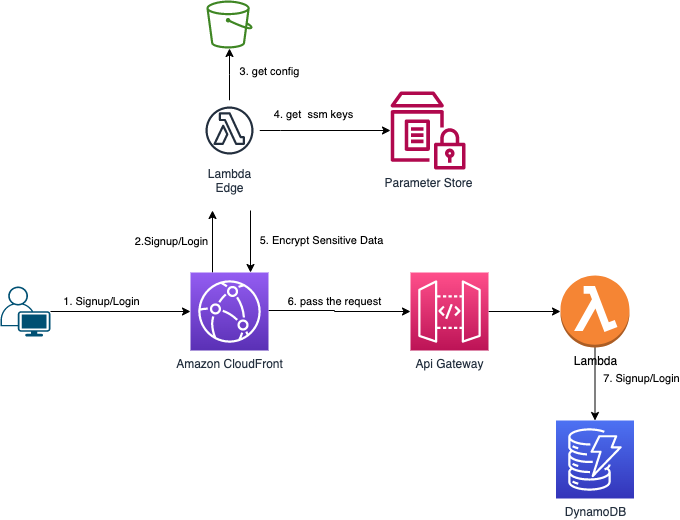 3. get config
4. get  ssm keys
Lambda
Edge
Parameter Store
2.Signup/Login
5. Encrypt Sensitive Data
1. Signup/Login
6. pass the request
</>
Amazon CloudFront
Api Gateway
Lambda
7. Signup/Login
DynamoDB